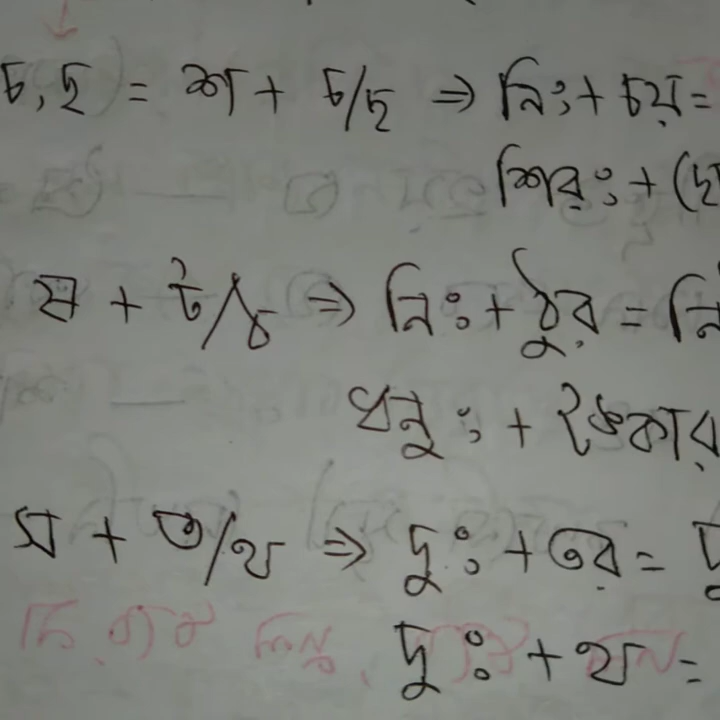 চ, ছ = শ + চ/ছ ⇒ নিঃ + চয় =
শিরঃ + (ছ
ষ + ট/ঠ ⇒ নিঃ + ঠুর = নি
ধনুঃ + টংকার
স + ত/থ ⇒ দুঃ + তর = দু
দুঃ + থ =